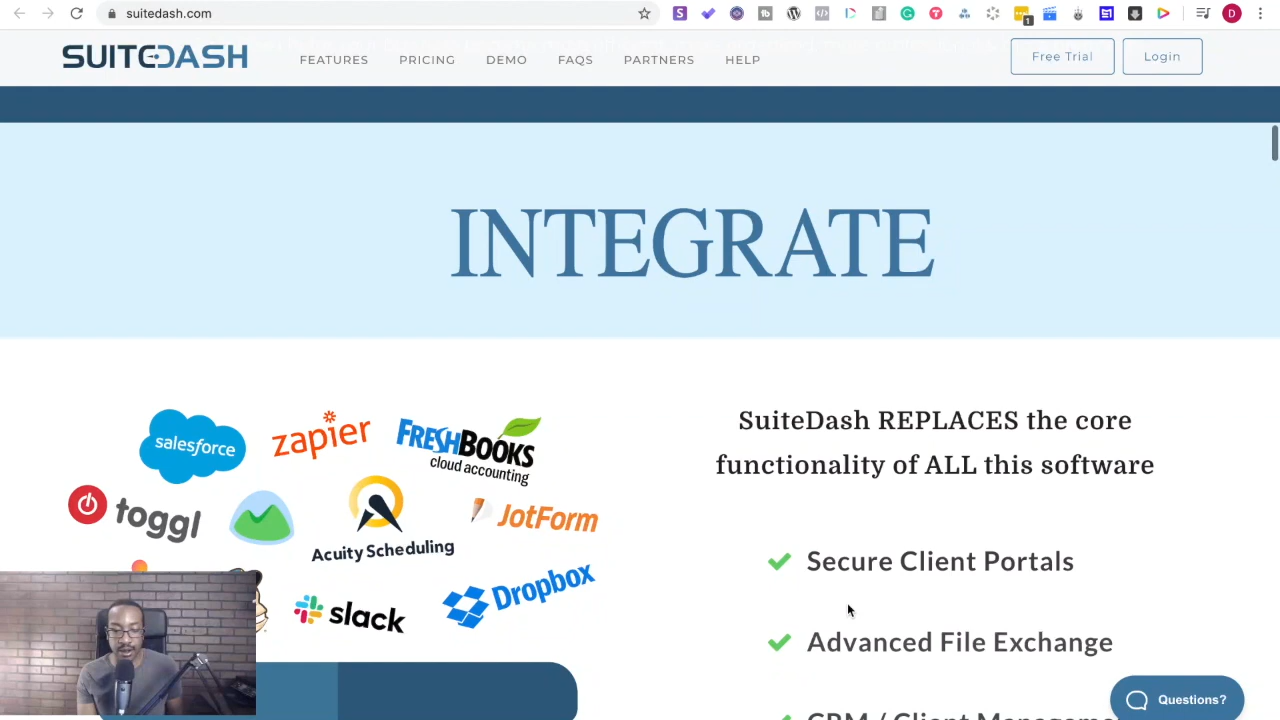 suitedash.com
SUITEDASH
FEATURES
PRICING
DEMO
FAQS
PARTNERS
HELP
Free Trial
Login
S
T
1
D
INTEGRATE
salesforce
zapier
FRESHBOOKS
cloud accounting
toggl
Acuity Scheduling
JotForm
slack
Dropbox
SuiteDash REPLACES the core
functionality of ALL this software
Secure Client Portals
Advanced File Exchange
Questions?